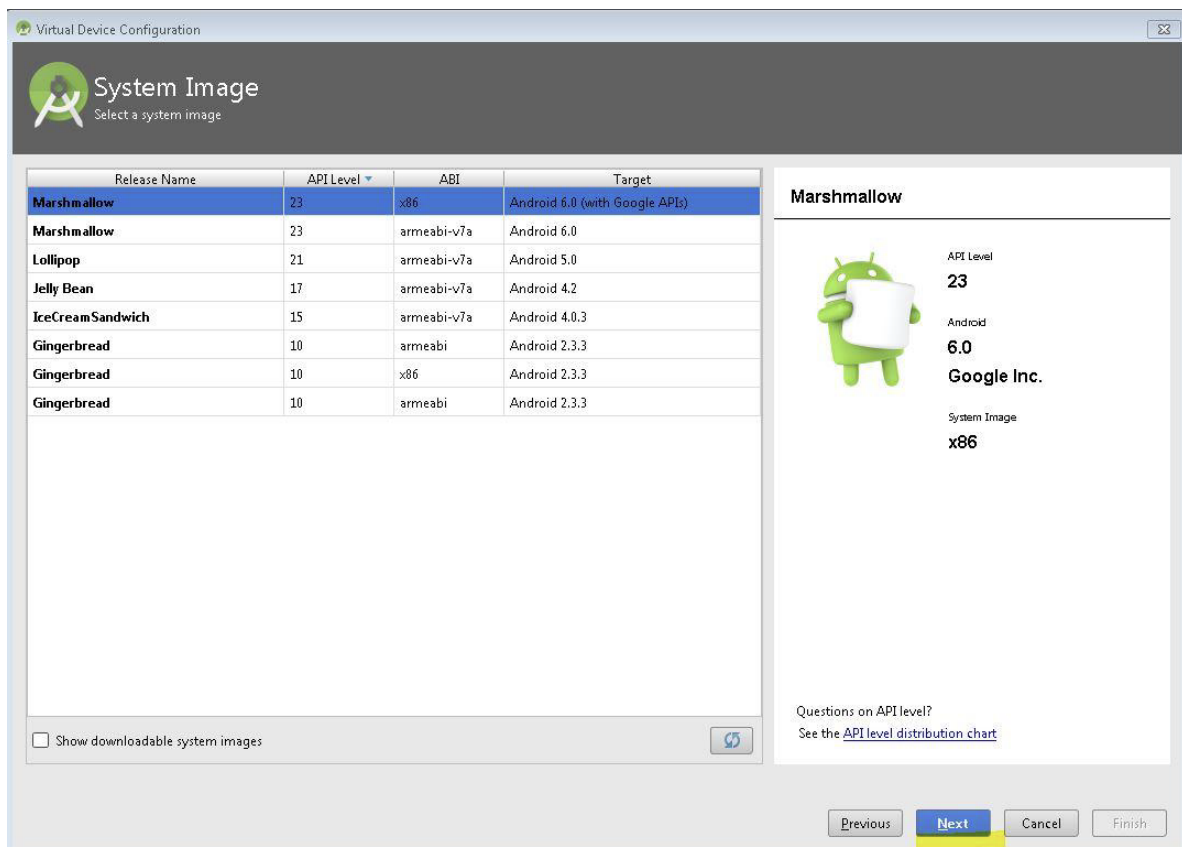 Virtual Device Configuration
System Image
Select a system image
Release Name API Level ABI Target
Marshmallow 23 x86 Android 6.0 (with Google APIs)
Marshmallow 23 armeabi-v7a Android 6.0
Lollipop 21 armeabi-v7a Android 5.0
Jelly Bean 17 armeabi-v7a Android 4.2
IceCreamSandwich 15 armeabi-v7a Android 4.0.3
Gingerbread 10 armeabi Android 2.3.3
Gingerbread 10 x86 Android 2.3.3
Gingerbread 10 armeabi Android 2.3.3
Show downloadable system images
Marshmallow
API Level
23
Android
6.0
Google Inc.
System Image
x86
Questions on API level?
See the API level distribution chart
Previous Next Cancel Finish